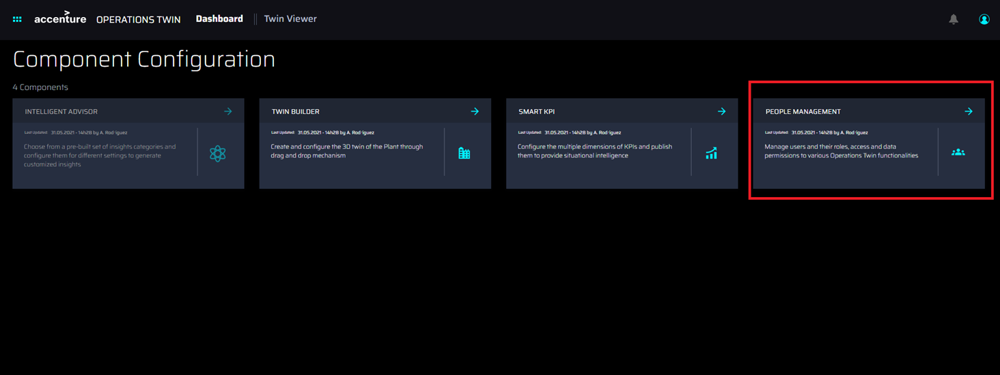 accenture OPERATIONS TWIN Dashboard Twin Viewer
Component Configuration
4 Components
INTELLIGENT ADVISOR
Last Updated: 31.05.2021 - 14h28 by A. Rodriguez
Choose from a pre-built set of insights categories and
configure them for different settings to generate
customized insights
TWIN BUILDER
Last Updated: 31.05.2021 - 14h28 by A. Rodriguez
Create and configure the 3D twin of the Plant through
drag and drop mechanism
SMART KPI
Last Updated: 31.05.2021 - 14h28 by A. Rodriguez
Configure the multiple dimensions of KPIs and publish
them to provide situational intelligence
PEOPLE MANAGEMENT
Last Updated: 31.05.2021 - 14h28 by A. Rodriguez
Manage users and their roles, access and data
permissions to various Operations Twin functionalities